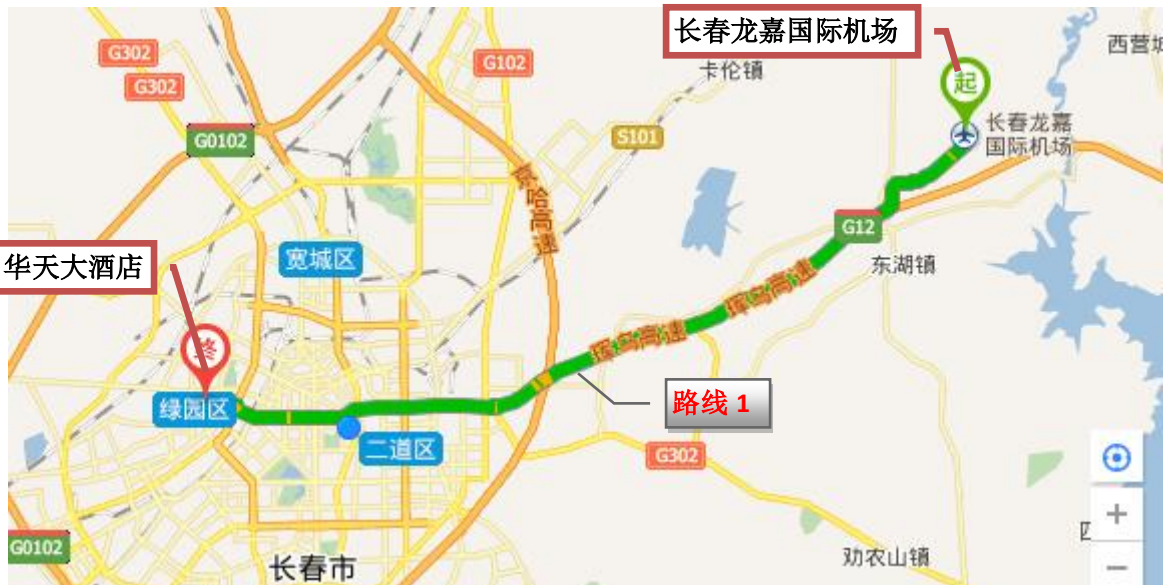 长春龙嘉国际机场
西营城
G302
G102
卡伦镇
G302
起
S101
长春龙嘉
国际机场
G0102
京哈高速
G12
宽城区
华天大酒店
东湖镇
珲乌高速
珲乌高速
终
路线 1
绿园区
二道区
G302
G0102
长春市
劝农山镇